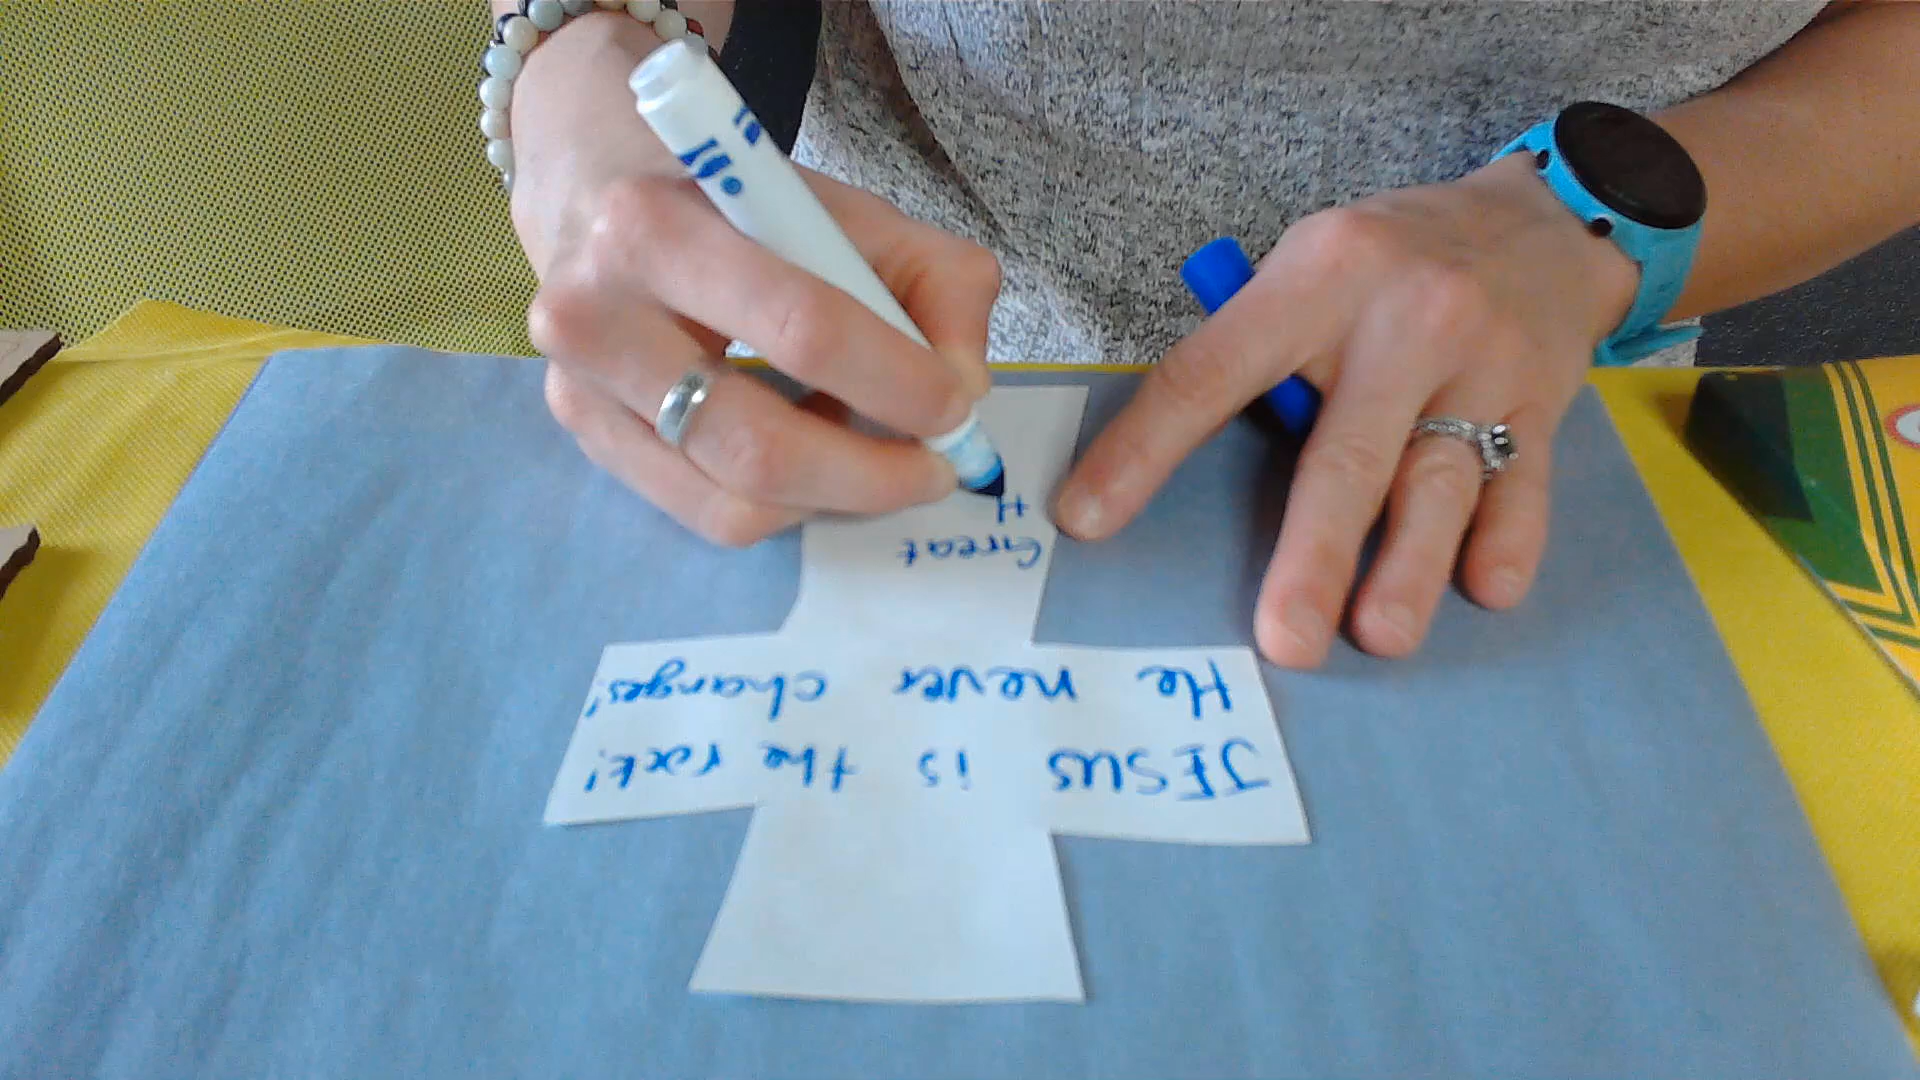 JESUS is the rock!
He never changes!
Great
H